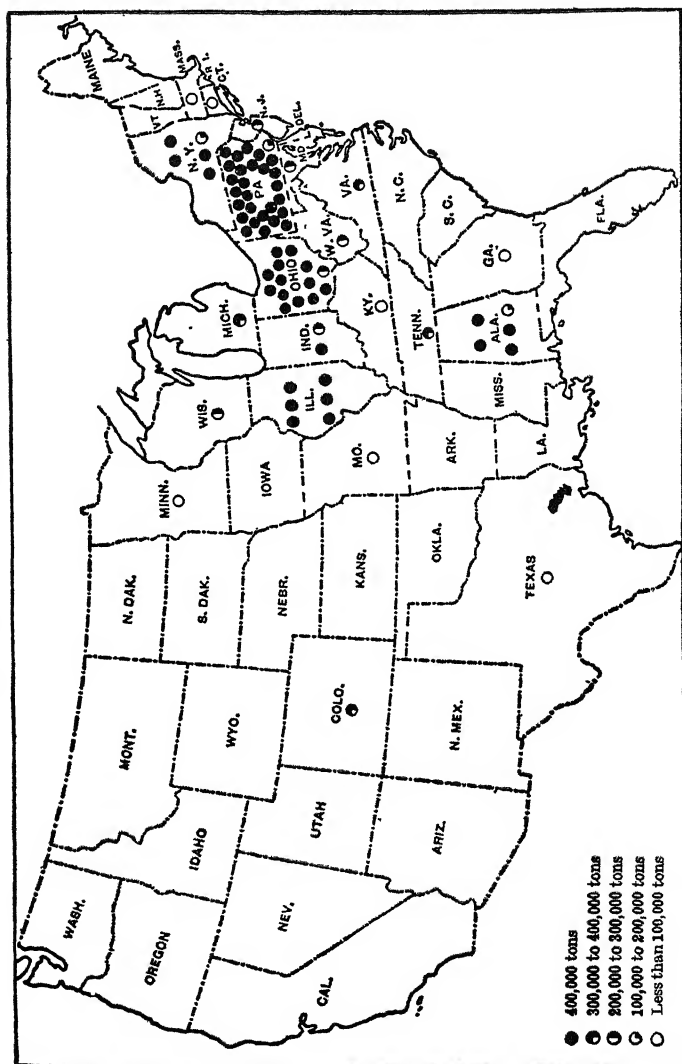 WASH.
OREGON
CAL.
NEV.
IDAHO
MONT.
WYO.
UTAH
ARIZ.
COLO.
N. MEX.
N. DAK.
S. DAK.
NEBR.
KANS.
OKLA.
TEXAS
MINN.
IOWA
MO.
ARK.
LA.
WIS.
ILL.
MICH.
IND.
OHIO
KY.
TENN.
MISS.
ALA.
GA.
FLA.
S. C.
N. C.
VA.
W. VA.
PA
MD.
DEL.
N.J.
N. Y.
VT
N.H.
MAINE
MASS.
R I.
CT.
400,000 tons
300,000 to 400,000 tons
200,000 to 300,000 tons
100,000 to 200,000 tons
Less than 100,000 tons